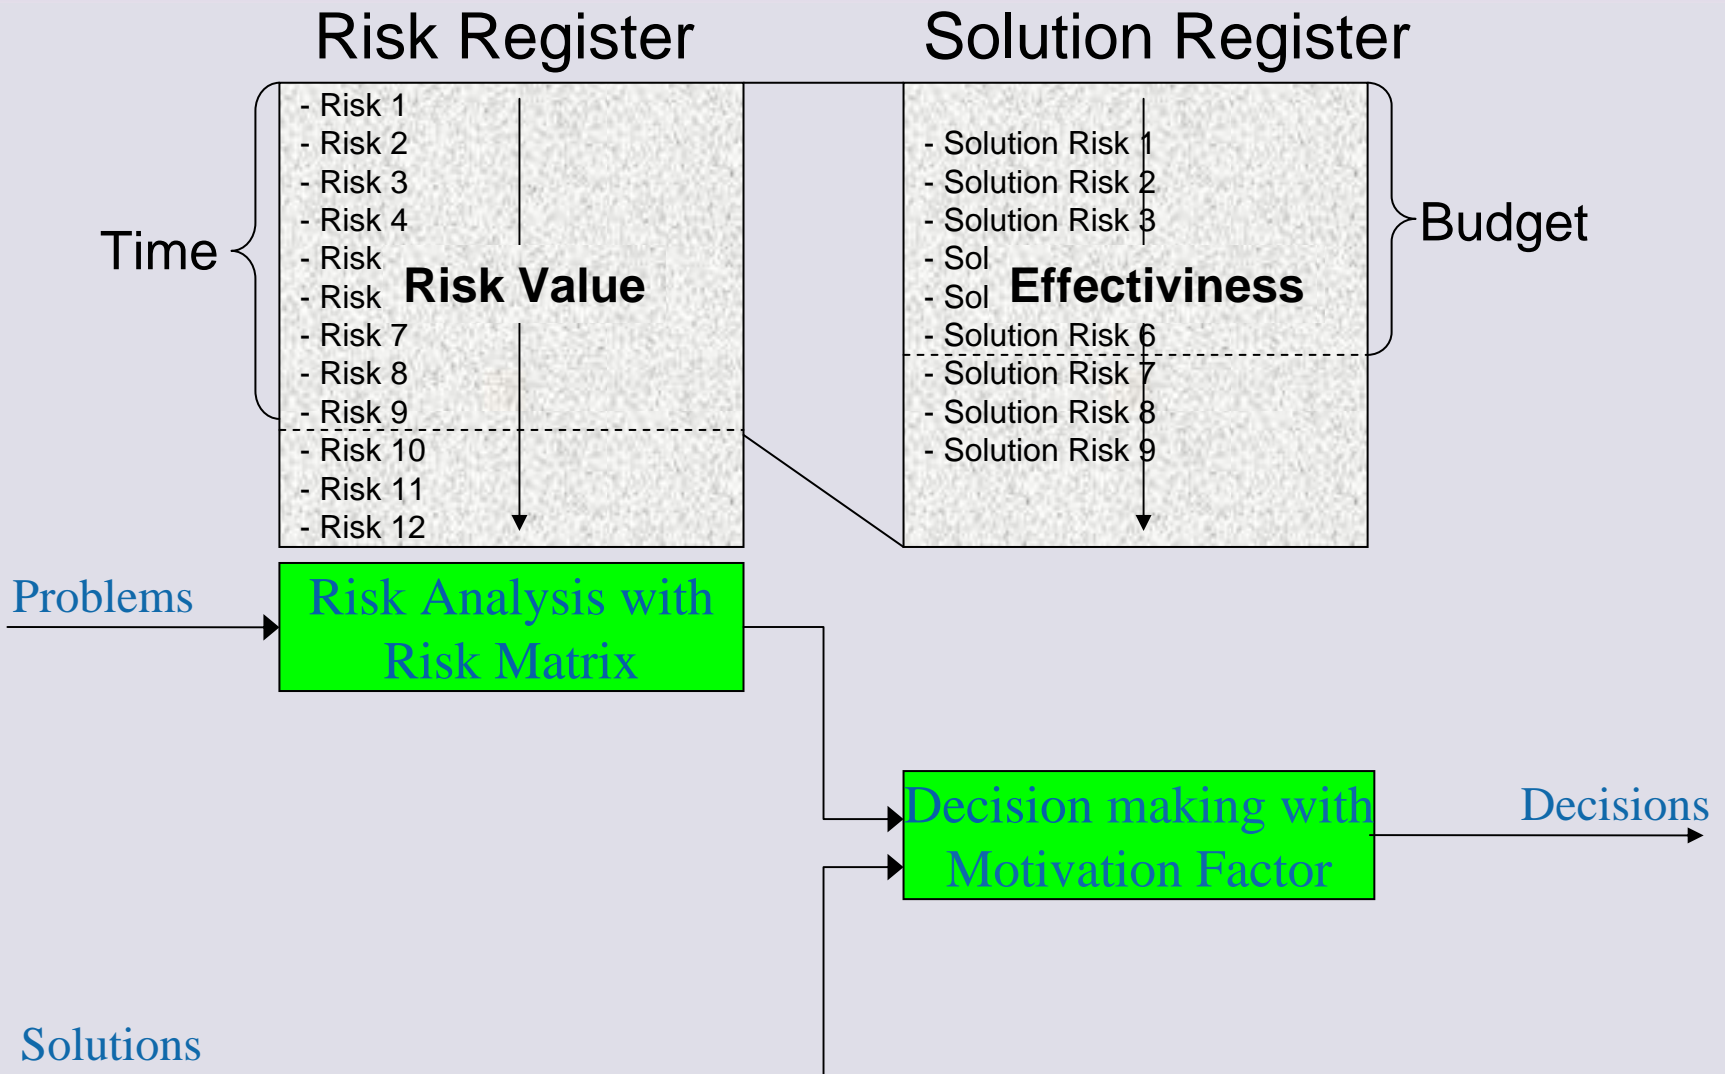 Risk Register
Solution Register
- Risk 1
- Risk 2
- Risk 3
- Risk 4
- Risk
- Risk
- Risk 7
- Risk 8
- Risk 9
- Risk 10
- Risk 11
- Risk 12
Time
Risk Value
- Solution Risk 1
- Solution Risk 2
- Solution Risk 3
- Sol
- Sol
- Solution Risk 6
- Solution Risk 7
- Solution Risk 8
- Solution Risk 9
Effectiviness
Budget
Problems
Risk Analysis with
Risk Matrix
Decision making with
Motivation Factor
Decisions
Solutions